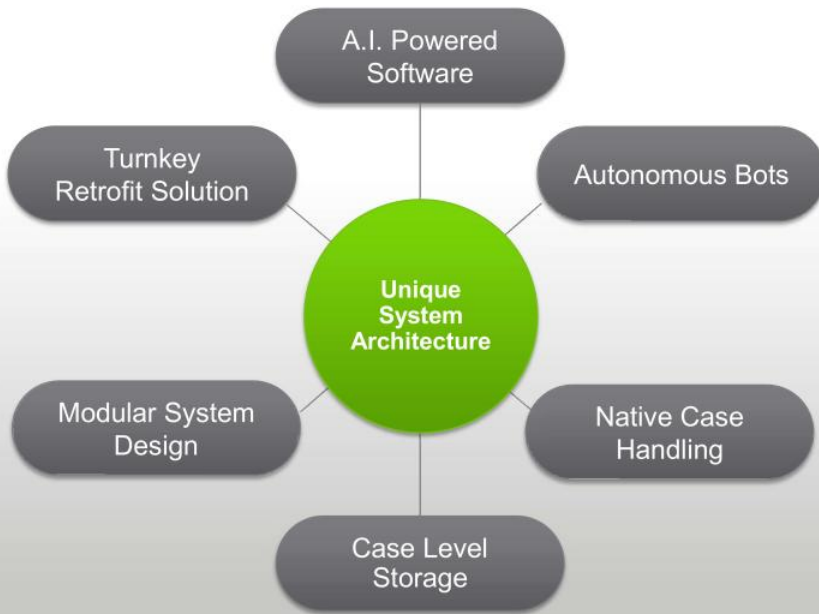 A.I. Powered
Software
Turnkey
Retrofit Solution
Autonomous Bots
Unique
System
Architecture
Modular System
Design
Native Case
Handling
Case Level
Storage